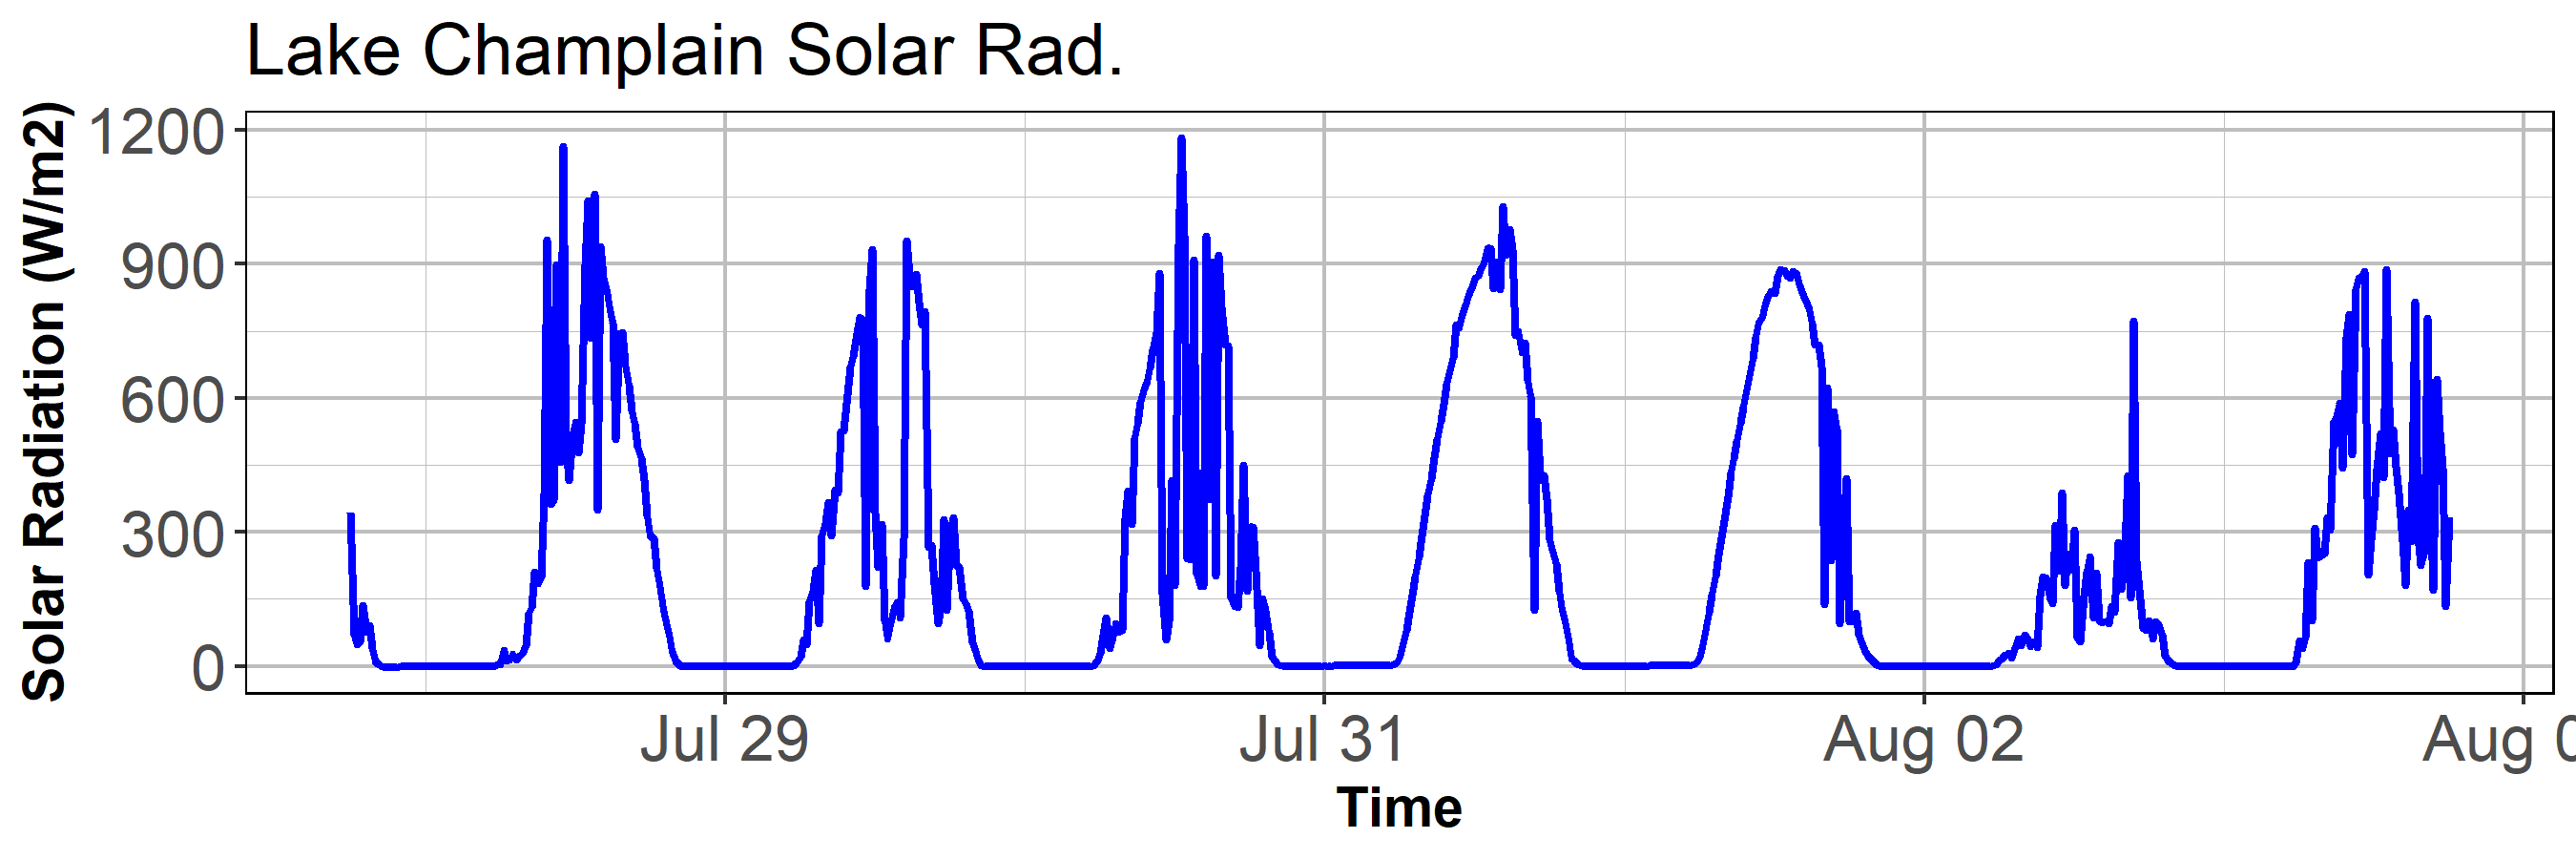 Lake Champlain Solar Rad.
Solar Radiation (W/m2)
1200
900
600
300
0
Jul 29 Jul 31 Aug 02 Aug
Time